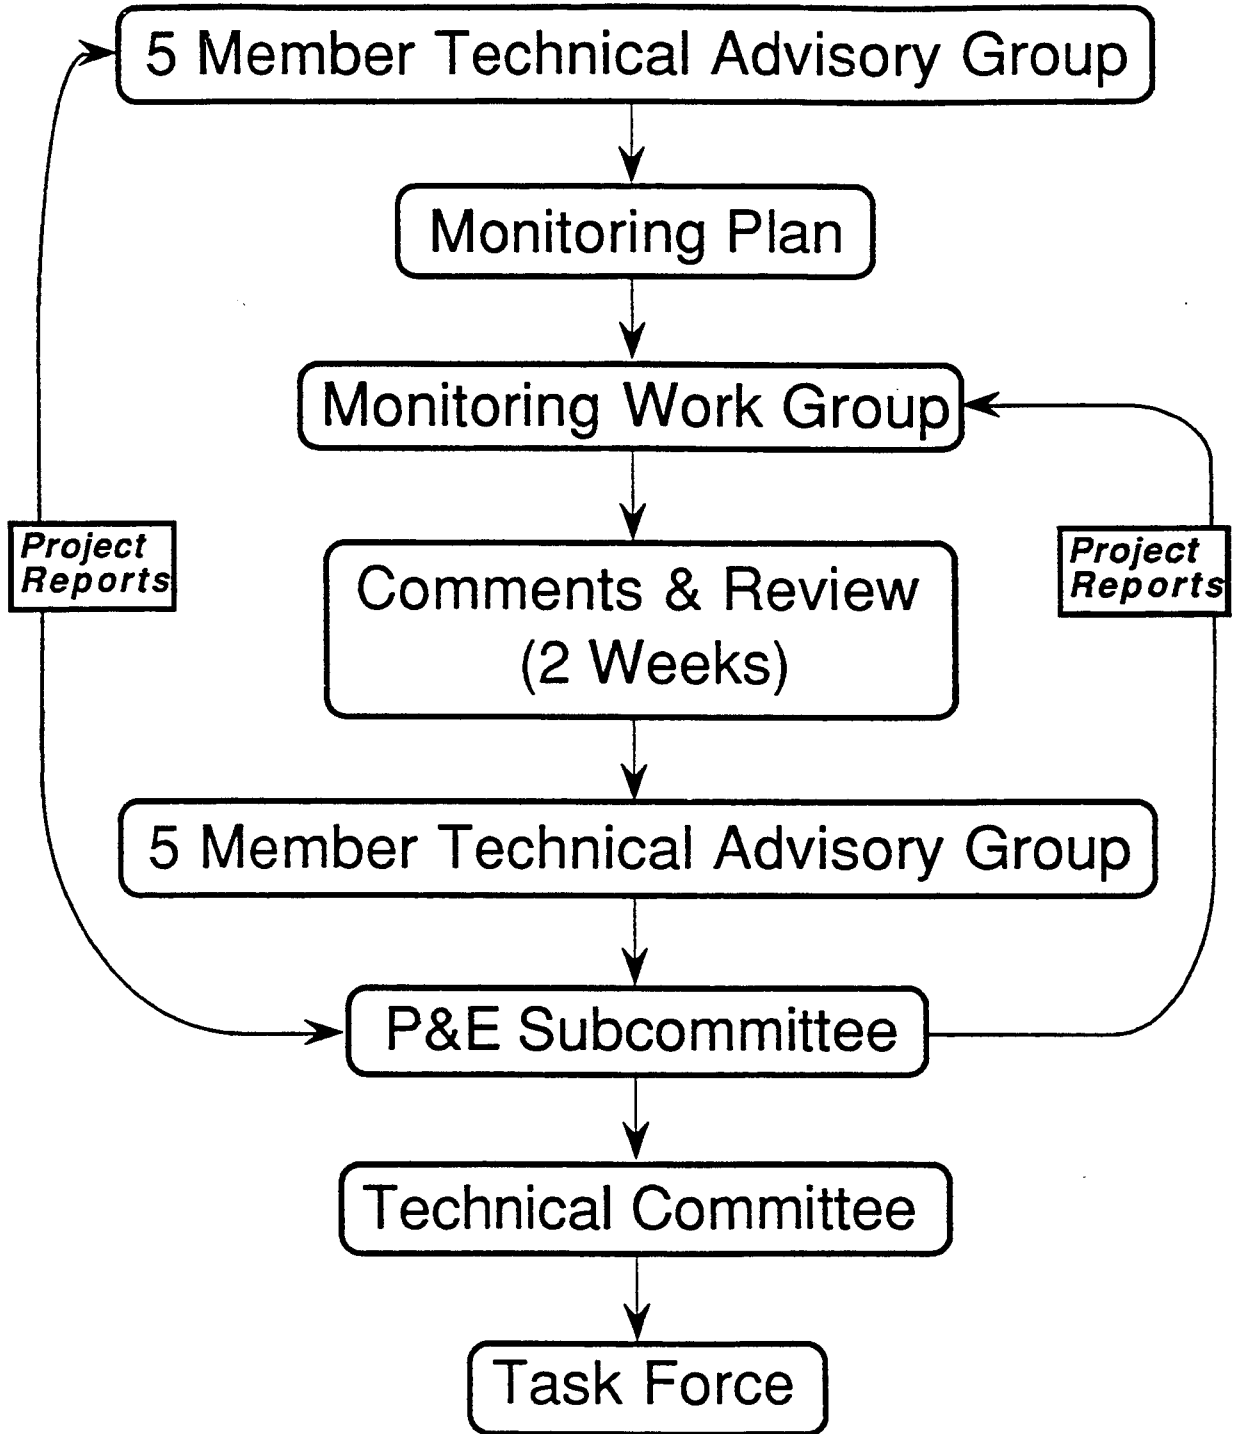 5 Member Technical Advisory Group
Monitoring Plan
Monitoring Work Group
Project
Reports
Project
Reports
Comments & Review
(2 Weeks)
5 Member Technical Advisory Group
P&E Subcommittee
Technical Committee
Task Force